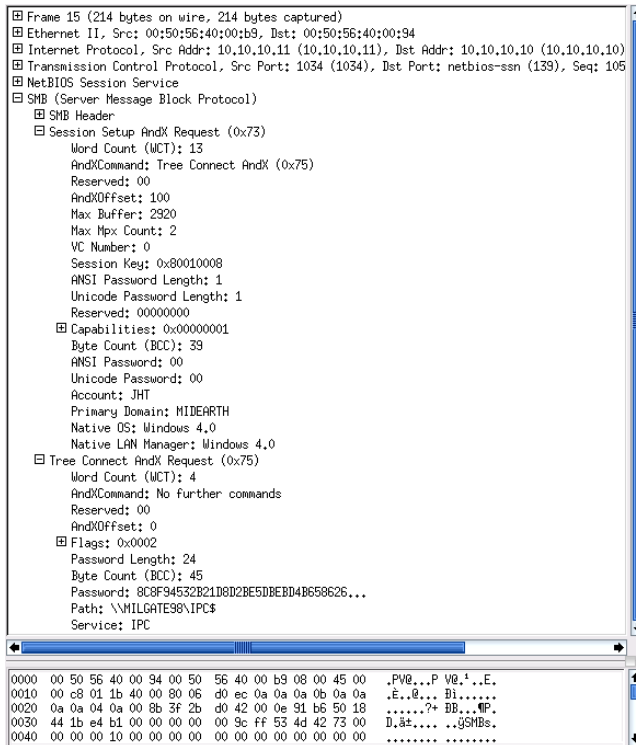 Frame 15 (214 bytes on wire, 214 bytes captured)
Ethernet II, Src: 00:50:56:40:00:b9, Dst: 00:50:56:40:00:94
Internet Protocol, Src Addr: 10.10.10.11 (10.10.10.11), Dst Addr: 10.10.10.10 (10.10.10.10)
Transmission Control Protocol, Src Port: 1034 (1034), Dst Port: netbios-ssn (139), Seq: 105
NetBIOS Session Service
SMB (Server Message Block Protocol)
SMB Header
Session Setup AndX Request (0x73)
Word Count (WCT): 13
AndXCommand: Tree Connect AndX (0x75)
Reserved: 00
AndXOffset: 100
Max Buffer: 2920
Max Mpx Count: 2
VC Number: 0
Session Key: 0x80010008
ANSI Password Length: 1
Unicode Password Length: 1
Reserved: 00000000
Capabilities: 0x00000001
Byte Count (BCC): 39
ANSI Password: 00
Unicode Password: 00
Account: JHT
Primary Domain: MIDEARTH
Native OS: Windows 4.0
Native LAN Manager: Windows 4.0
Tree Connect AndX Request (0x75)
Word Count (WCT): 4
AndXCommand: No further commands
Reserved: 00
AndXOffset: 0
Flags: 0x0002
Password Length: 24
Byte Count (BCC): 45
Password: 8C8F94532B21D8D2BE5DBEBD4B658626...
Path: \\MILGATE98\IPC$
Service: IPC
0000 00 50 56 40 00 94 00 50 56 40 00 b9 08 00 45 00 .PV@...P V@.¹..E.
0010 00 c8 01 1b 40 00 80 06 d0 ec 0a 0a 0a 0b 0a 0a .È..@... Ðì......
0020 0a 0a 04 0a 00 8b 3f 2b d0 42 00 0e 91 b6 50 18 ......?+ ÐB...¶P.
0030 44 1b e4 b1 00 00 00 00 00 9c ff 53 4d 42 73 00 D.ä±.... ..ÿSMBs.
0040 00 00 00 10 00 00 00 00 00 00 00 00 00 00 00 00 ........ ........